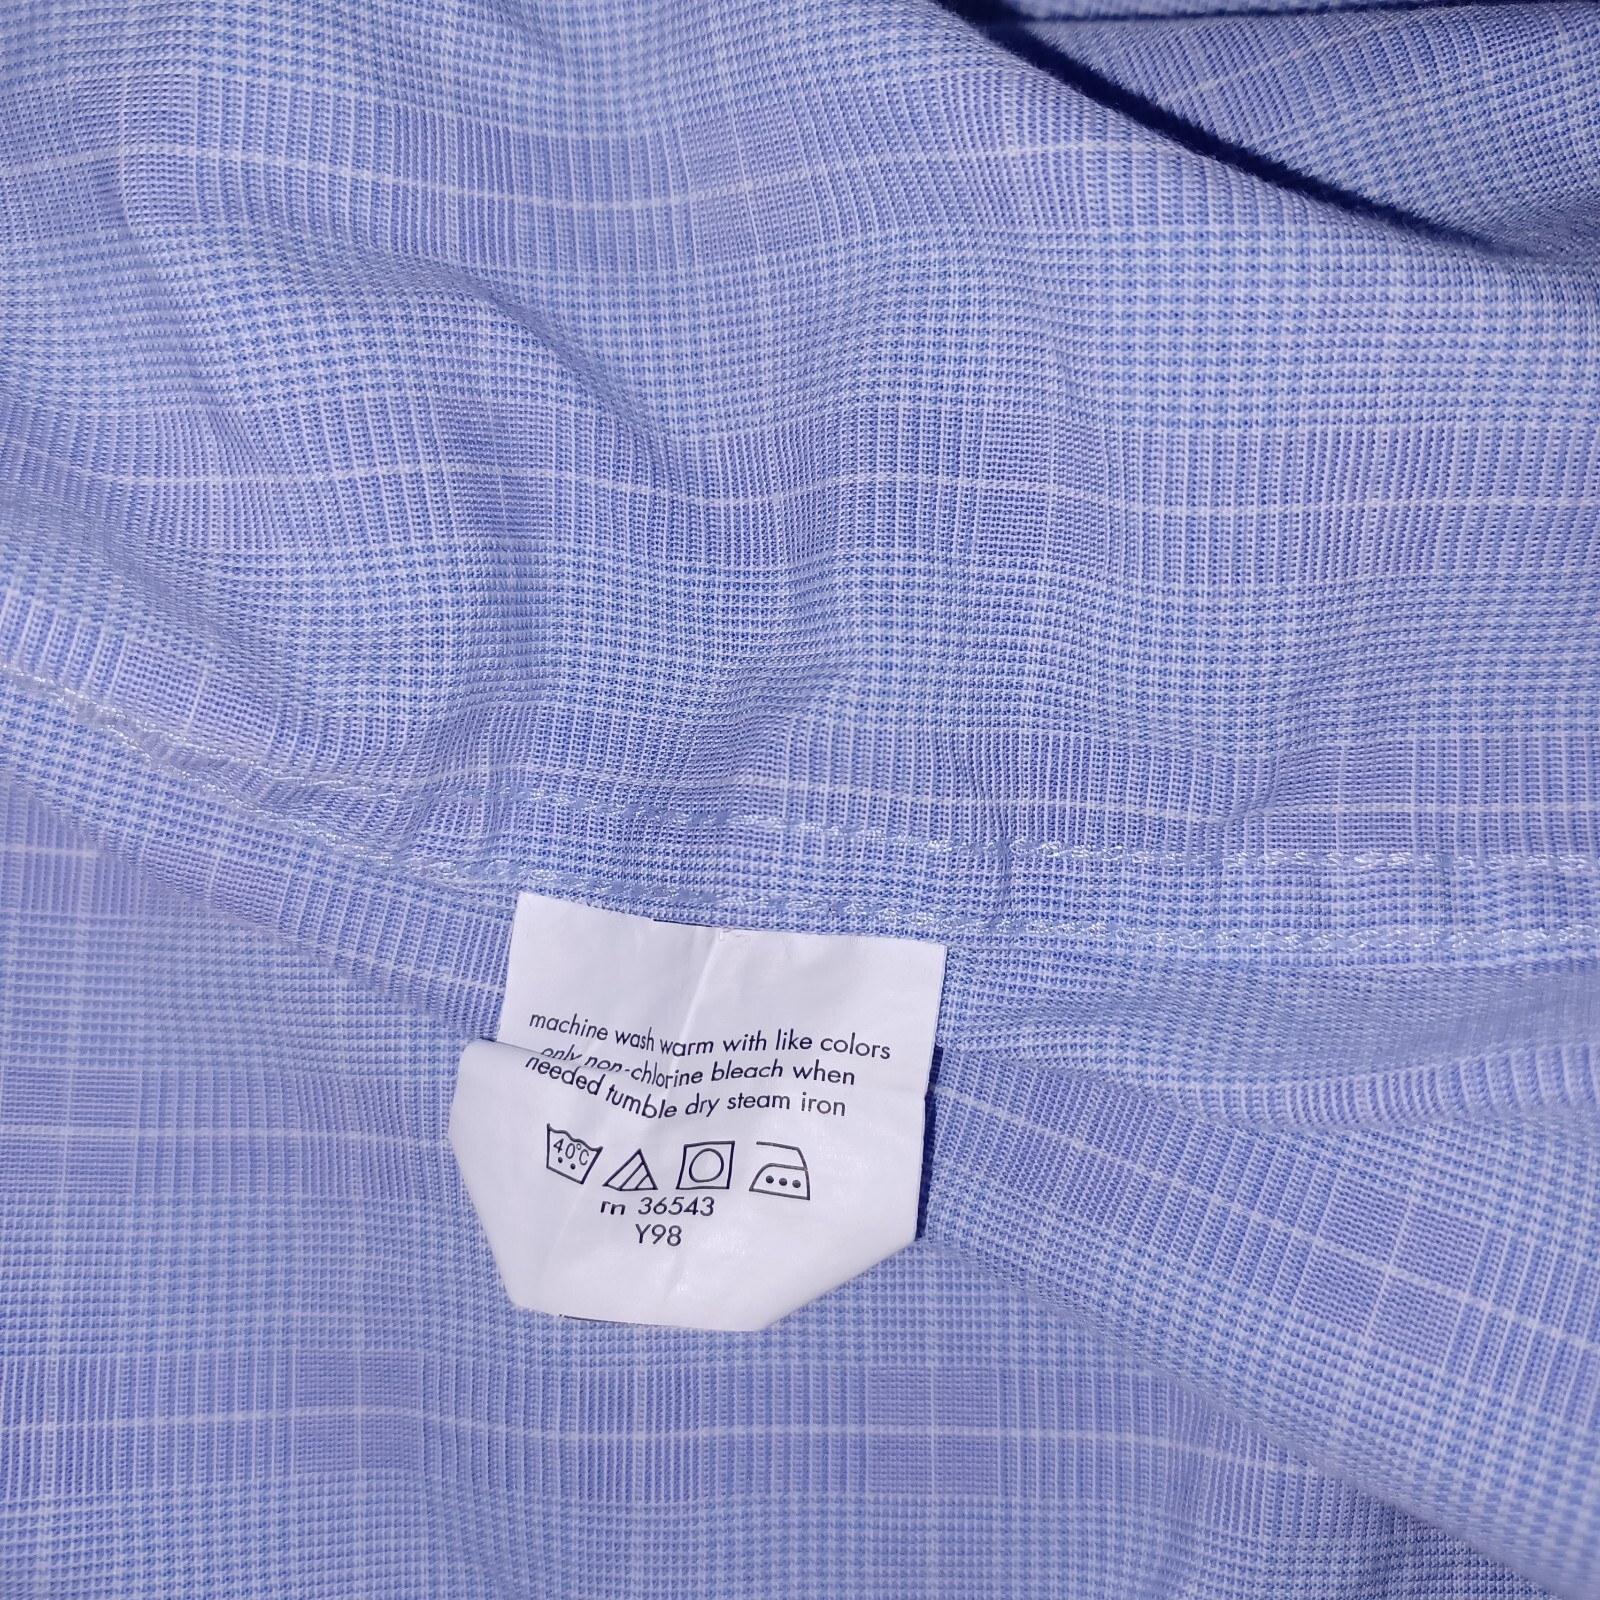 machine wash warm with like colors
only non-chlorine bleach when
needed tumble dry steam iron
40°C
rn 36543
Y98